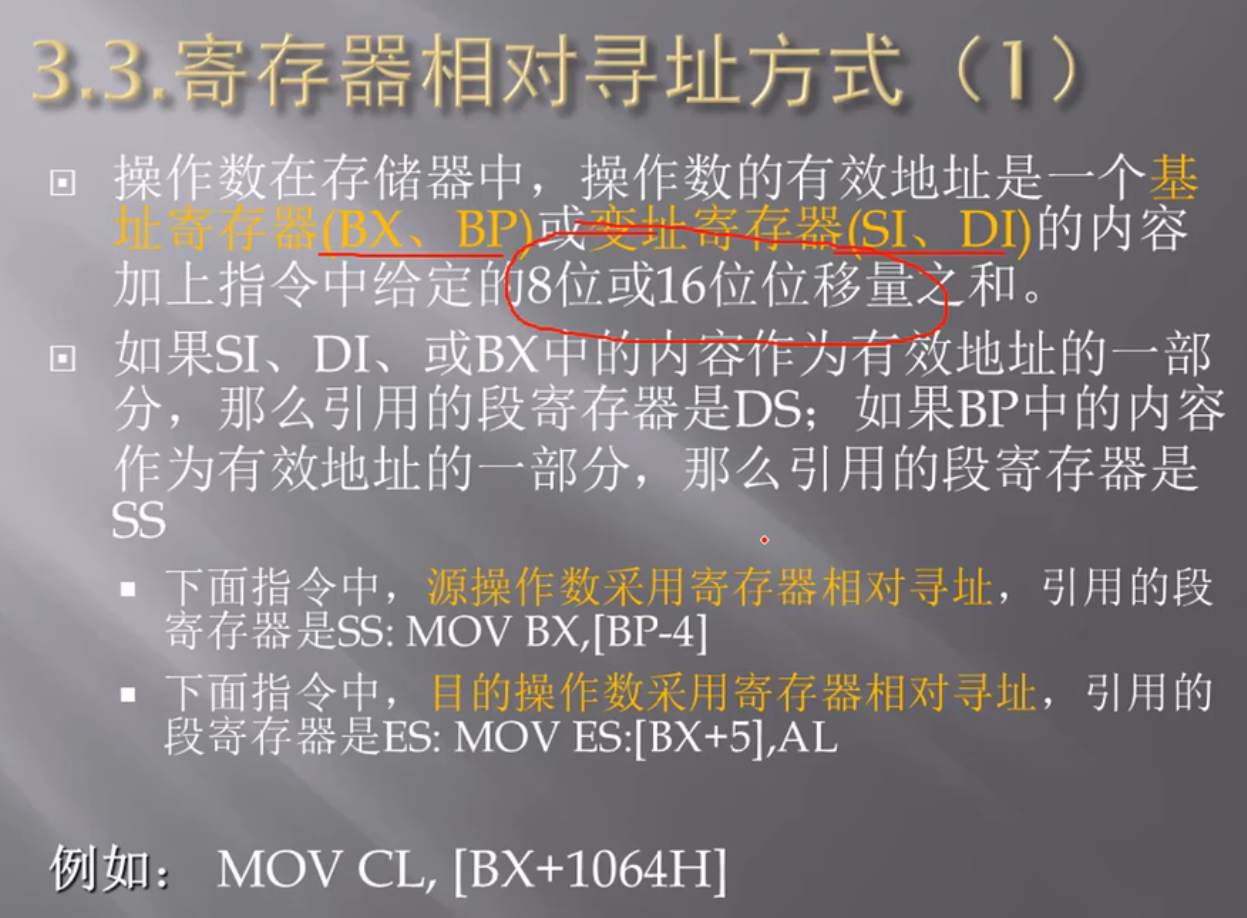 3.3.寄存器相对寻址方式（1）
操作数在存储器中，操作数的有效地址是一个基
址寄存器(BX、BP)或变址寄存器(SI、DI)的内容
加上指令中给定的8位或16位位移量之和。
如果SI、DI、或BX中的内容作为有效地址的一部
分，那么引用的段寄存器是DS；如果BP中的内容
作为有效地址的一部分，那么引用的段寄存器是
SS
下面指令中，源操作数采用寄存器相对寻址，引用的段
寄存器是SS: MOV BX,[BP-4]
下面指令中，目的操作数采用寄存器相对寻址，引用的
段寄存器是ES: MOV ES:[BX+5],AL
例如： MOV CL, [BX+1064H]